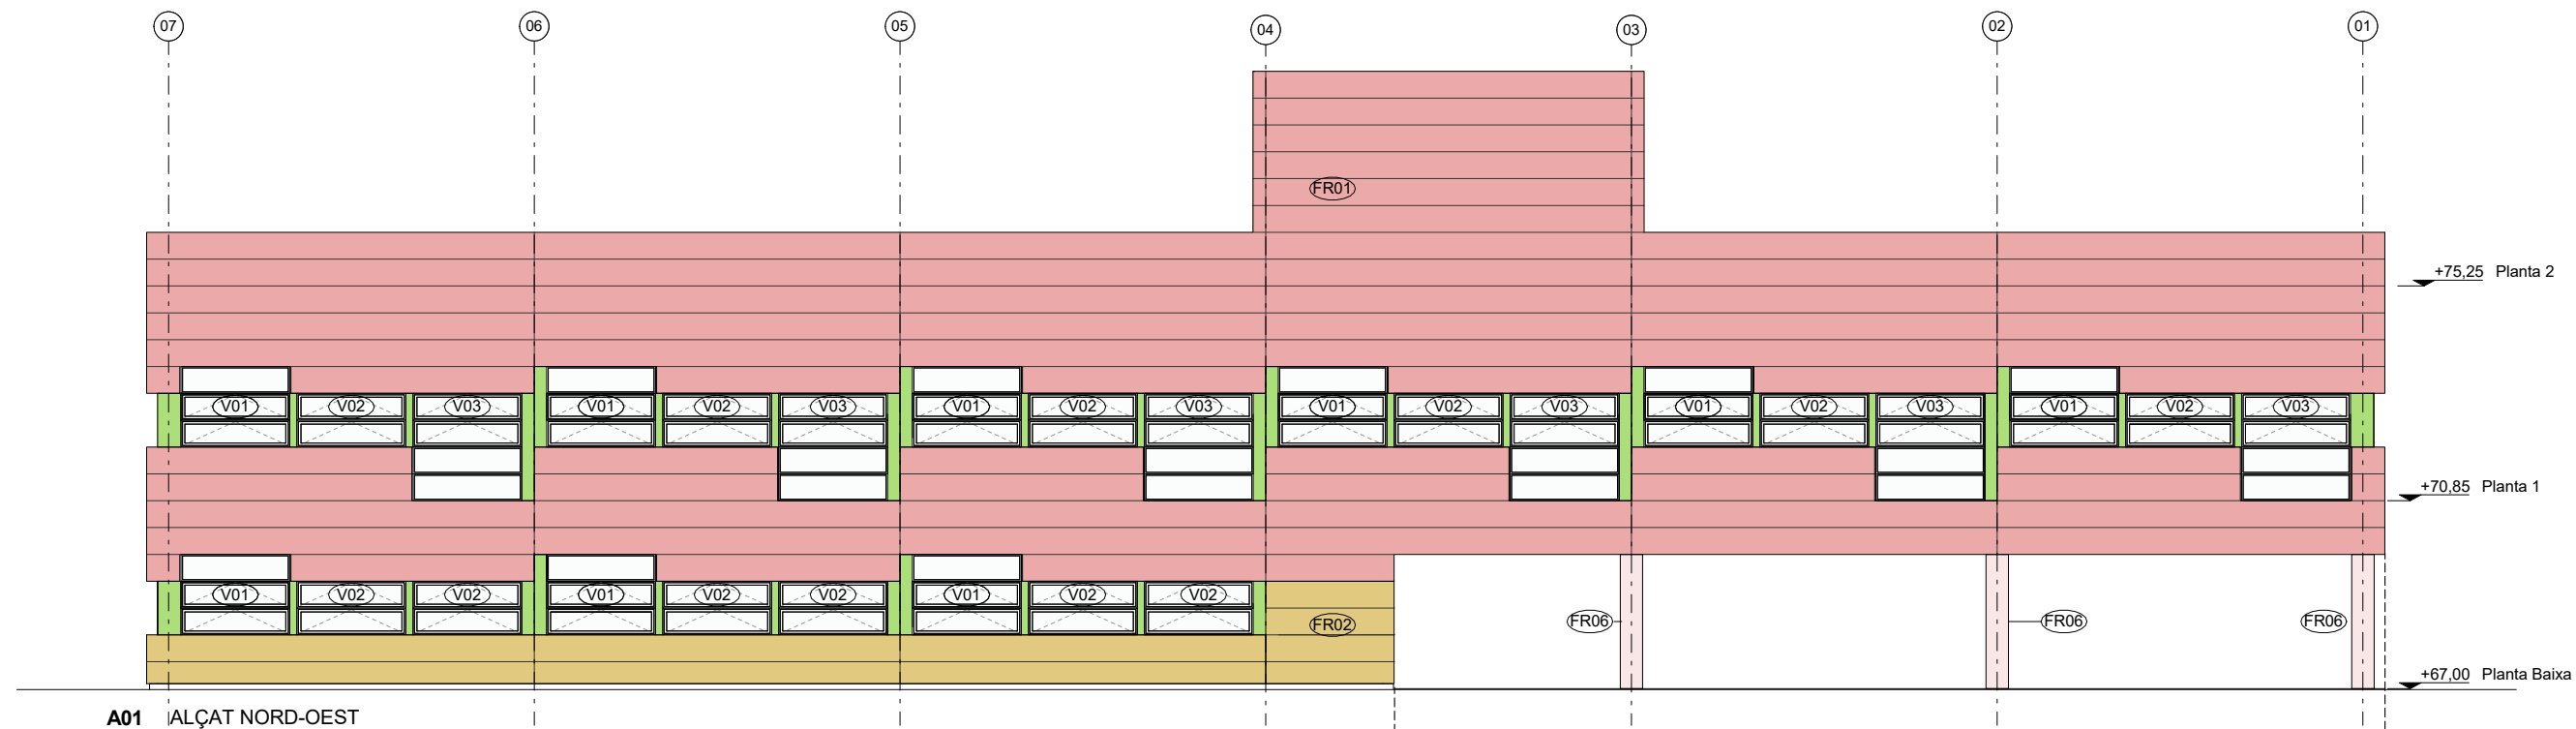 07 06 05 04 03 02 01
FR01
+75,25 Planta 2
V01 V02 V03 V01 V02 V03 V01 V02 V03 V01 V02 V03 V01 V02 V03 V01 V02 V03
+70,85 Planta 1
V01 V02 V02 V01 V02 V02 V01 V02 V02
FR02 FR06 FR06 FR06
+67,00 Planta Baixa
A01 ALÇAT NORD-OEST